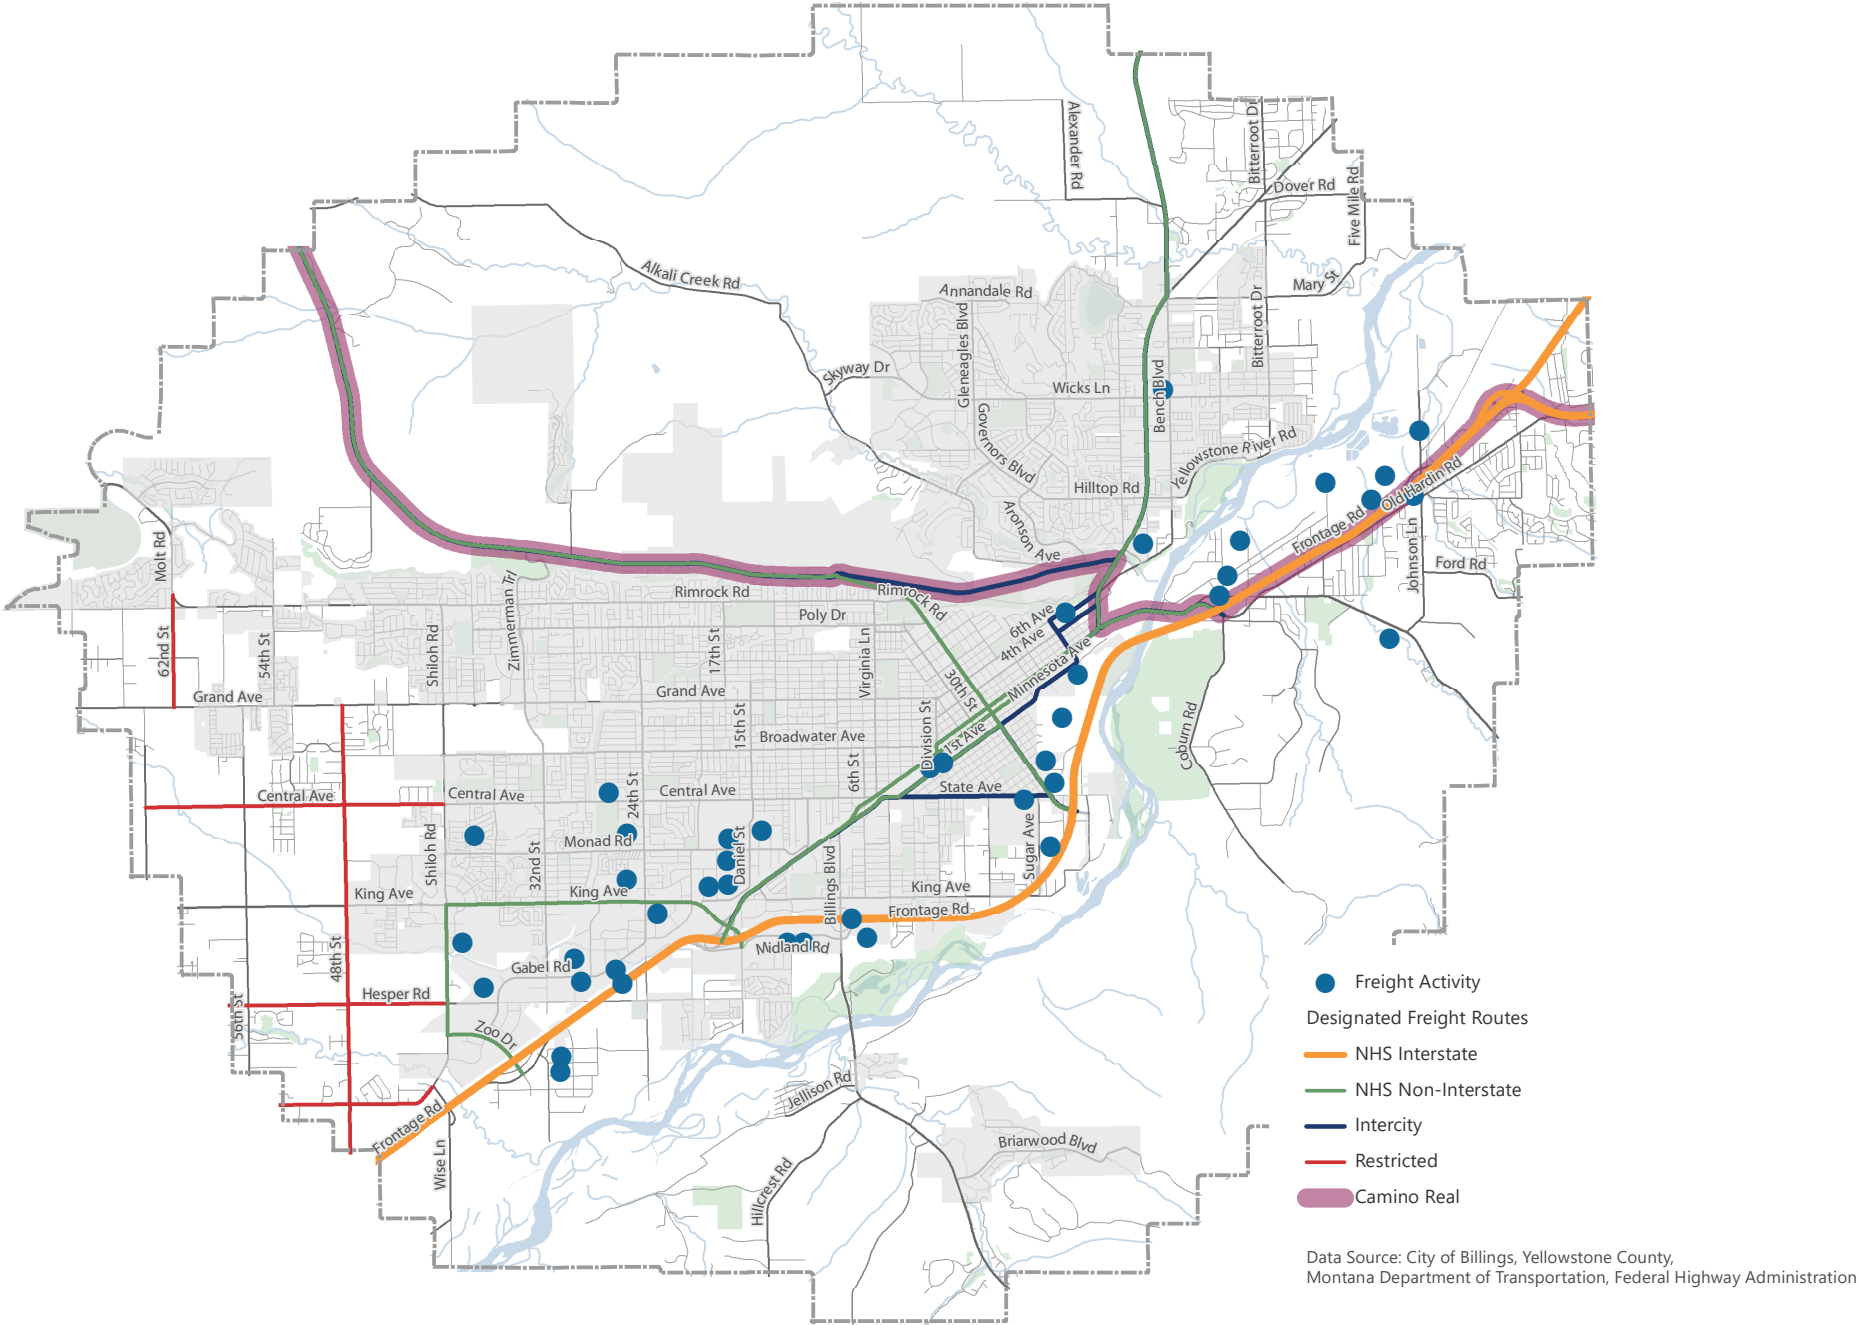 Alexander Rd
Bitterroot Dr
Dover Rd
Five Mile Rd
Alkali Creek Rd
Mary St
Annandale Rd
Gleneagles Blvd
Bitterroot Dr
Skyway Dr
Wicks Ln
Bench Blvd
Governors Blvd
Yellowstone River Rd
Hilltop Rd
Old Hardin Rd
Aronson Ave
Frontage Rd
Johnson Ln
Ford Rd
Molt Rd
Zimmerman Trl
Rimrock Rd
Rimrock Rd
Poly Dr
6th Ave
4th Ave
62nd St
54th St
Shiloh Rd
17th St
Virginia Ln
Minnesota Ave
Grand Ave
Grand Ave
30th St
Coburn Rd
15th St
Broadwater Ave
Division St
1st Ave
6th St
Central Ave
Central Ave
24th St
Central Ave
State Ave
Monad Rd
Daniel St
Shiloh Rd
32nd St
Billings Blvd
Sugar Ave
King Ave
King Ave
King Ave
Frontage Rd
48th St
Gabel Rd
Midland Rd
Hesper Rd
56th St
Zoo Dr
Jellison Rd
Frontage Rd
Wise Ln
Briarwood Blvd
Hillcrest Rd
Freight Activity
Designated Freight Routes
NHS Interstate
NHS Non-Interstate
Intercity
Restricted
Camino Real
Data Source: City of Billings, Yellowstone County,
Montana Department of Transportation, Federal Highway Administration